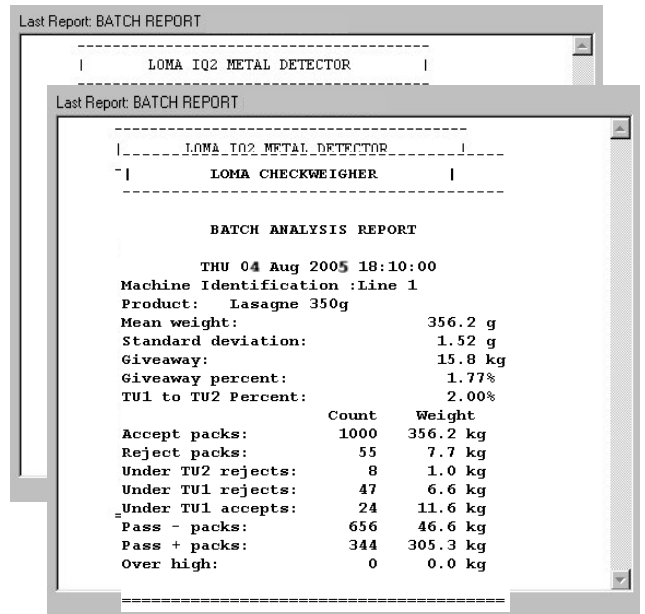 Last Report: BATCH REPORT
| LOMA IQ2 METAL DETECTOR |
Last Report: BATCH REPORT
| LOMA IQ2 METAL DETECTOR |
| LOMA CHECKWEIGHER |
BATCH ANALYSIS REPORT
THU 04 Aug 2005 18:10:00
Machine Identification :Line 1
Product: Lasagne 350g
Mean weight: 356.2 g
Standard deviation: 1.52 g
Giveaway: 15.8 kg
Giveaway percent: 1.77%
TU1 to TU2 Percent: 2.00%
Count Weight
Accept packs: 1000 356.2 kg
Reject packs: 55 7.7 kg
Under TU2 rejects: 8 1.0 kg
Under TU1 rejects: 47 6.6 kg
Under TU1 accepts: 24 11.6 kg
Pass - packs: 656 46.6 kg
Pass + packs: 344 305.3 kg
Over high: 0 0.0 kg